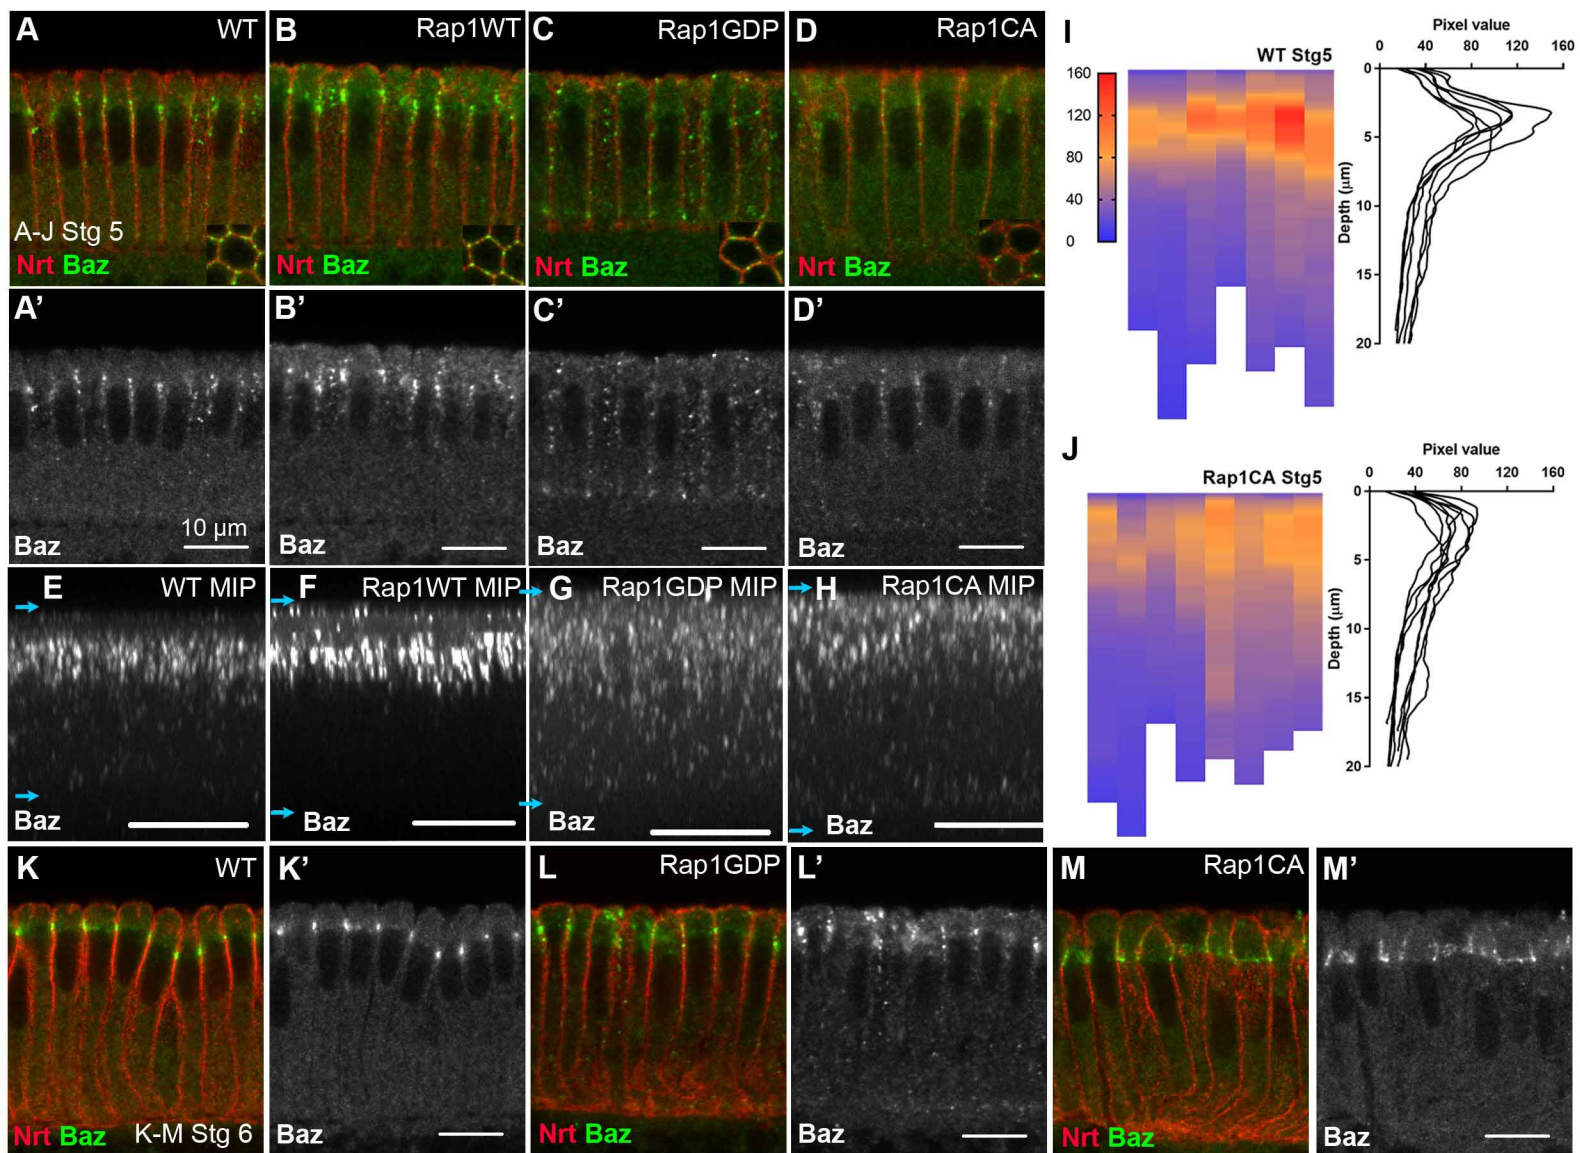 A
WT
A-J Stg 5
Nrt Baz
B
Rap1WT
Nrt Baz
C
Rap1GDP
Nrt Baz
D
Rap1CA
Nrt Baz
A’
10 µm
Baz
B’
Baz
C’
Baz
D’
Baz
E
WT MIP
Baz
F
Rap1WT MIP
Baz
G
Rap1GDP MIP
Baz
H
Rap1CA MIP
Baz
I
WT Stg5
160
120
80
40
0
Pixel value
0 40 80 120 160
Depth (µm)
0
5
10
15
20
J
Rap1CA Stg5
Pixel value
0 40 80 120 160
Depth (µm)
0
5
10
15
20
K
WT
Nrt Baz
K-M Stg 6
K’
Baz
L
Rap1GDP
Nrt Baz
L’
Baz
M
Rap1CA
Nrt Baz
M’
Baz